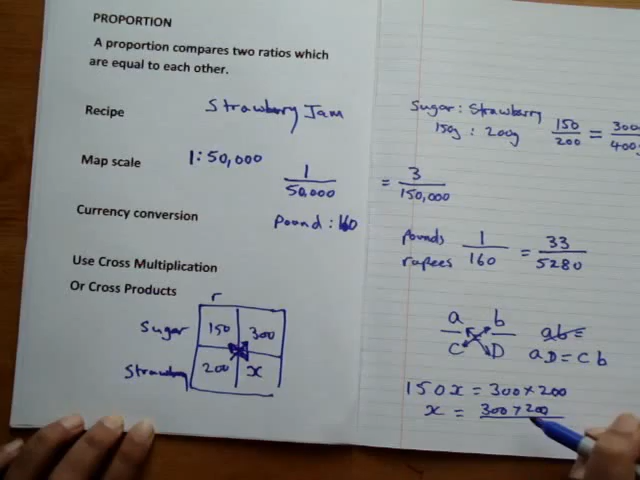 PROPORTION
A proportion compares two ratios which
are equal to each other.
Recipe
Strawberry Jam
Map scale
1:50,000
1/50,000 = 3/150,000
Currency conversion
Pound : 160
Use Cross Multiplication
Or Cross Products
Sugar 150 300
Strawberry 200 x
Sugar : Strawberry
150g : 200g 150/200 = 300g/400g
pounds 1 = 33
rupees 160 5280
a b ab=
C D aD = Cb
150x = 300 × 200
x = 300 × 200